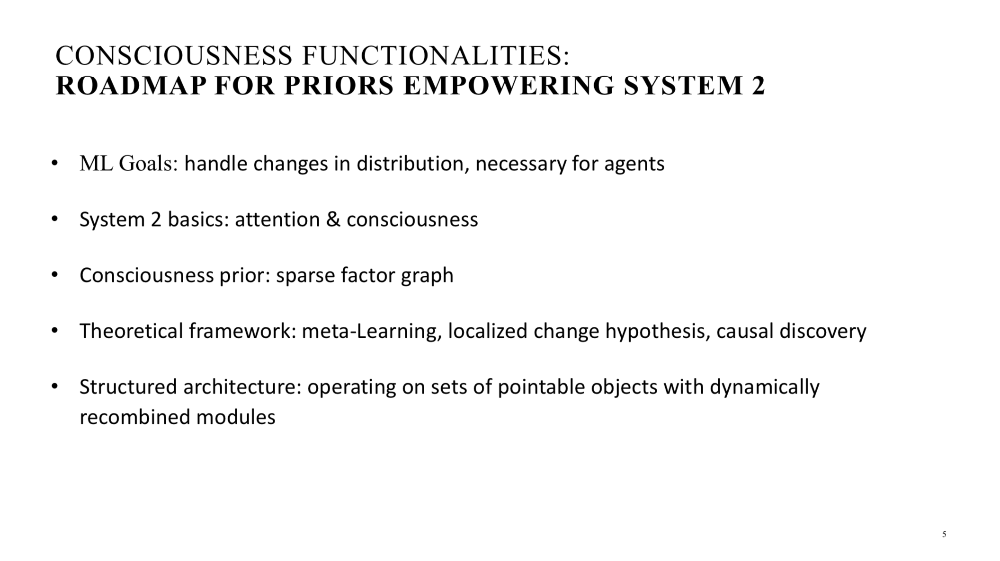 CONSCIOUSNESS FUNCTIONALITIES:
ROADMAP FOR PRIORS EMPOWERING SYSTEM 2
• ML Goals: handle changes in distribution, necessary for agents
• System 2 basics: attention & consciousness
• Consciousness prior: sparse factor graph
• Theoretical framework: meta-Learning, localized change hypothesis, causal discovery
• Structured architecture: operating on sets of pointable objects with dynamically
recombined modules
5